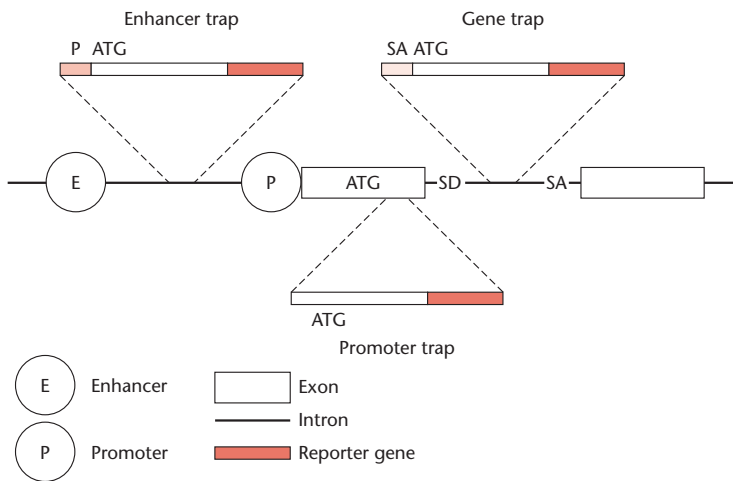 Enhancer trap
Gene trap
P ATG
SA ATG
E
P
ATG
SD
SA
ATG
Promoter trap
E Enhancer
Exon
Intron
P Promoter
Reporter gene